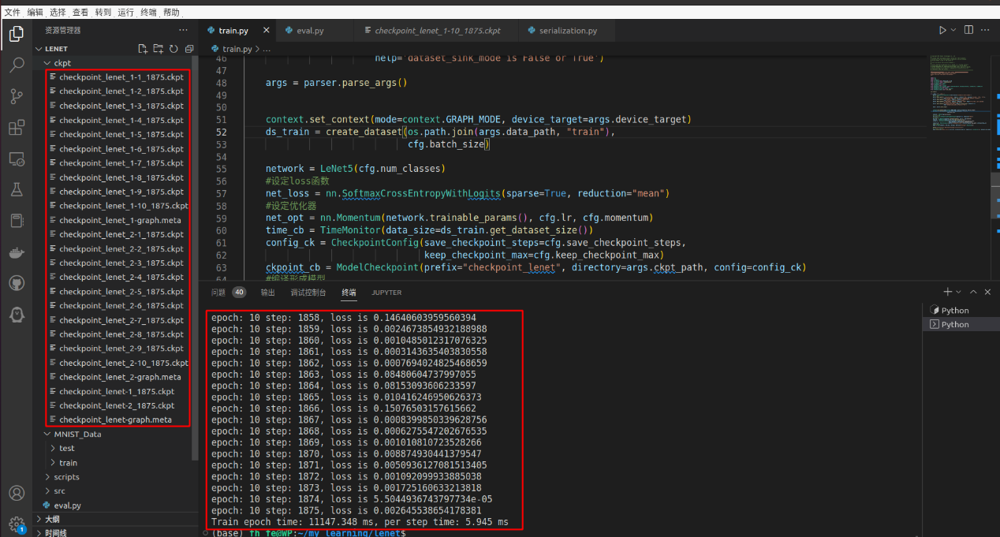 文件 编辑 选择 查看 转到 运行 终端 帮助
资源管理器 ···
LENET
ckpt
checkpoint_lenet_1-1_1875.ckpt
checkpoint_lenet_1-2_1875.ckpt
checkpoint_lenet_1-3_1875.ckpt
checkpoint_lenet_1-4_1875.ckpt
checkpoint_lenet_1-5_1875.ckpt
checkpoint_lenet_1-6_1875.ckpt
checkpoint_lenet_1-7_1875.ckpt
checkpoint_lenet_1-8_1875.ckpt
checkpoint_lenet_1-9_1875.ckpt
checkpoint_lenet_1-10_1875.ckpt
checkpoint_lenet_1-graph.meta
checkpoint_lenet_2-1_1875.ckpt
checkpoint_lenet_2-2_1875.ckpt
checkpoint_lenet_2-3_1875.ckpt
checkpoint_lenet_2-4_1875.ckpt
checkpoint_lenet_2-5_1875.ckpt
checkpoint_lenet_2-6_1875.ckpt
checkpoint_lenet_2-7_1875.ckpt
checkpoint_lenet_2-8_1875.ckpt
checkpoint_lenet_2-9_1875.ckpt
checkpoint_lenet_2-10_1875.ckpt
checkpoint_lenet_2-graph.meta
checkpoint_lenet-1_1875.ckpt
checkpoint_lenet-2_1875.ckpt
checkpoint_lenet-graph.meta
MNIST_Data
test
train
scripts
src
eval.py
大纲
时间线
1
train.py eval.py checkpoint_lenet_1-10_1875.ckpt serialization.py
train.py > ...
46 help='dataset_sink_mode is False or True')
47
48 args = parser.parse_args()
49
50
51 context.set_context(mode=context.GRAPH_MODE, device_target=args.device_target)
52 ds_train = create_dataset(os.path.join(args.data_path, "train"),
53 cfg.batch_size)
54
55 network = LeNet5(cfg.num_classes)
56 #设定loss函数
57 net_loss = nn.SoftmaxCrossEntropyWithLogits(sparse=True, reduction="mean")
58 #设定优化器
59 net_opt = nn.Momentum(network.trainable_params(), cfg.lr, cfg.momentum)
60 time_cb = TimeMonitor(data_size=ds_train.get_dataset_size())
61 config_ck = CheckpointConfig(save_checkpoint_steps=cfg.save_checkpoint_steps,
62 keep_checkpoint_max=cfg.keep_checkpoint_max)
63 ckpoint_cb = ModelCheckpoint(prefix="checkpoint_lenet", directory=args.ckpt_path, config=config_ck)
64 #编译形成模型
问题 40 输出 调试控制台 终端 JUPYTER
epoch: 10 step: 1858, loss is 0.14640603959560394
epoch: 10 step: 1859, loss is 0.0024673854932188988
epoch: 10 step: 1860, loss is 0.0010485012317076325
epoch: 10 step: 1861, loss is 0.0003143635403830558
epoch: 10 step: 1862, loss is 0.0007694024825468659
epoch: 10 step: 1863, loss is 0.08480604737997055
epoch: 10 step: 1864, loss is 0.08153093606233597
epoch: 10 step: 1865, loss is 0.010416246950626373
epoch: 10 step: 1866, loss is 0.15076503157615662
epoch: 10 step: 1867, loss is 0.0008399850339628756
epoch: 10 step: 1868, loss is 0.0006275547202676535
epoch: 10 step: 1869, loss is 0.001010810723528266
epoch: 10 step: 1870, loss is 0.008874930441379547
epoch: 10 step: 1871, loss is 0.0050936127081513405
epoch: 10 step: 1872, loss is 0.001092099933885038
epoch: 10 step: 1873, loss is 0.001725160633213818
epoch: 10 step: 1874, loss is 5.5044936743797734e-05
epoch: 10 step: 1875, loss is 0.002645538654178381
Train epoch time: 11147.348 ms, per step time: 5.945 ms
(base) fh_fe@WP:~/my_learning/lenet$
Python
Python